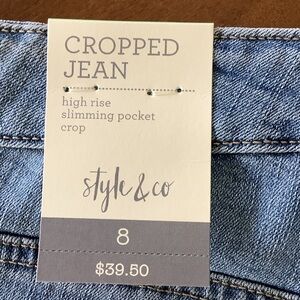 CROPPED
JEAN
high rise
slimming pocket
crop
style & co
8
$39.50